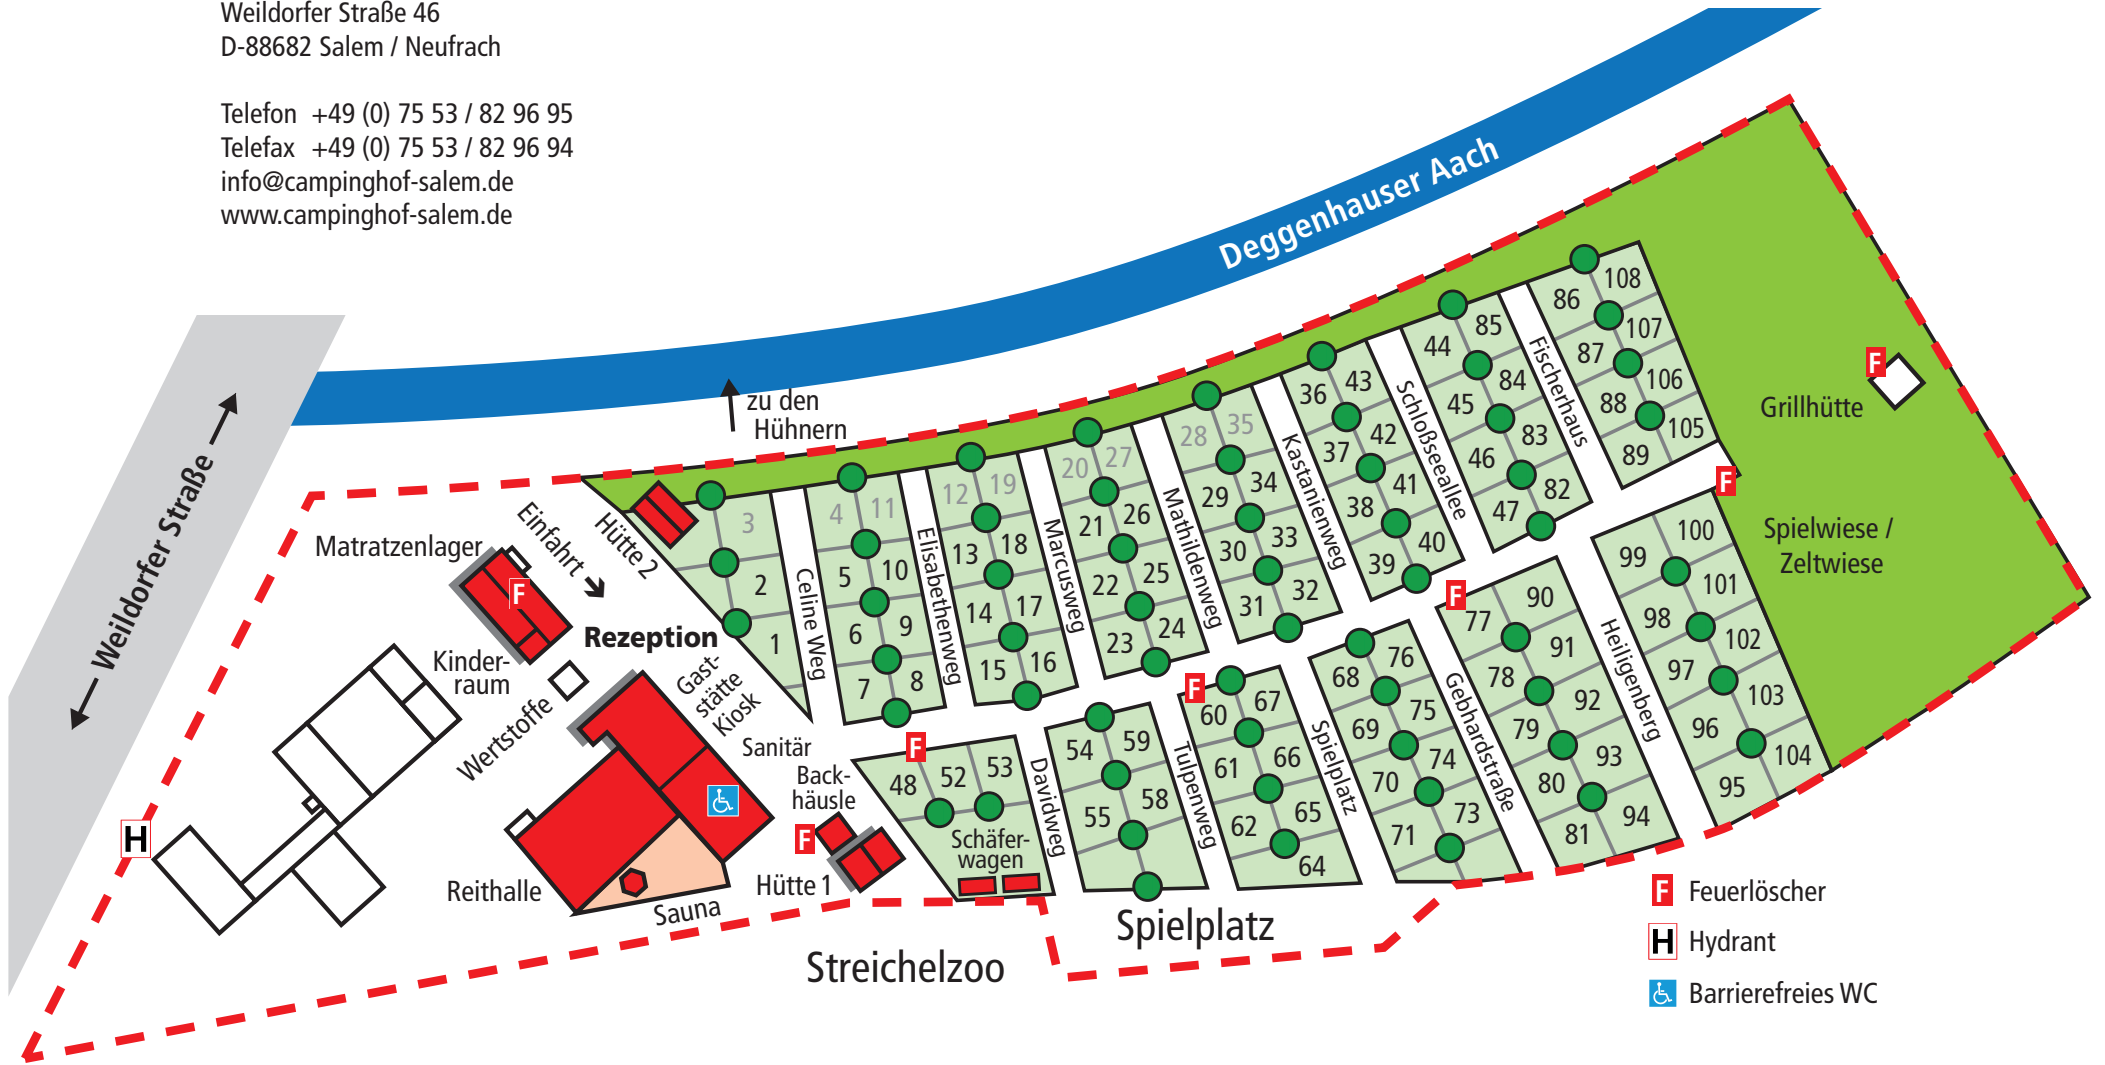 Weildorfer Straße 46
D-88682 Salem / Neufrach
Telefon +49 (0) 75 53 / 82 96 95
Telefax +49 (0) 75 53 / 82 96 94
info@campinghof-salem.de
www.campinghof-salem.de
Deggenhauser Aach
Weildorfer Straße
zu den
Hühnern
Einfahrt
Hütte 2
Matratzenlager
F
Rezeption
Kinder-
raum
Wertstoffe
Gast-
stätte
Kiosk
Sanitär
Back-
häusle
F
Hütte 1
Reithalle
Sauna
H
3
2
1
Celine Weg
4 11
5 10
6 9
7 8
Elisabethenweg
12 19
13 18
14 17
15 16
Marcusweg
20 27
21 26
22 25
23 24
Mathildenweg
28 35
29 34
30 33
31 32
Kastanienweg
36 43
37 42
38 41
39 40
Schloßseeallee
44 85
45 84
46 83
47 82
Fischerhaus
86 108
87 107
88 106
89 105
F
F
Grillhütte
Spielwiese /
Zeltwiese
F
48 52 53
Schäfer-
wagen
Davidweg
54 59
55 58
Tulpenweg
F
60 67
61 66
62 65
64
Spielplatz
68 76
69 75
70 74
71 73
Gebhardstraße
F
77 90
78 91
79 92
80 93
81 94
Heiligenberg
99 100
98 101
97 102
96 103
95 104
Spielplatz
Streichelzoo
F Feuerlöscher
H Hydrant
Barrierefreies WC